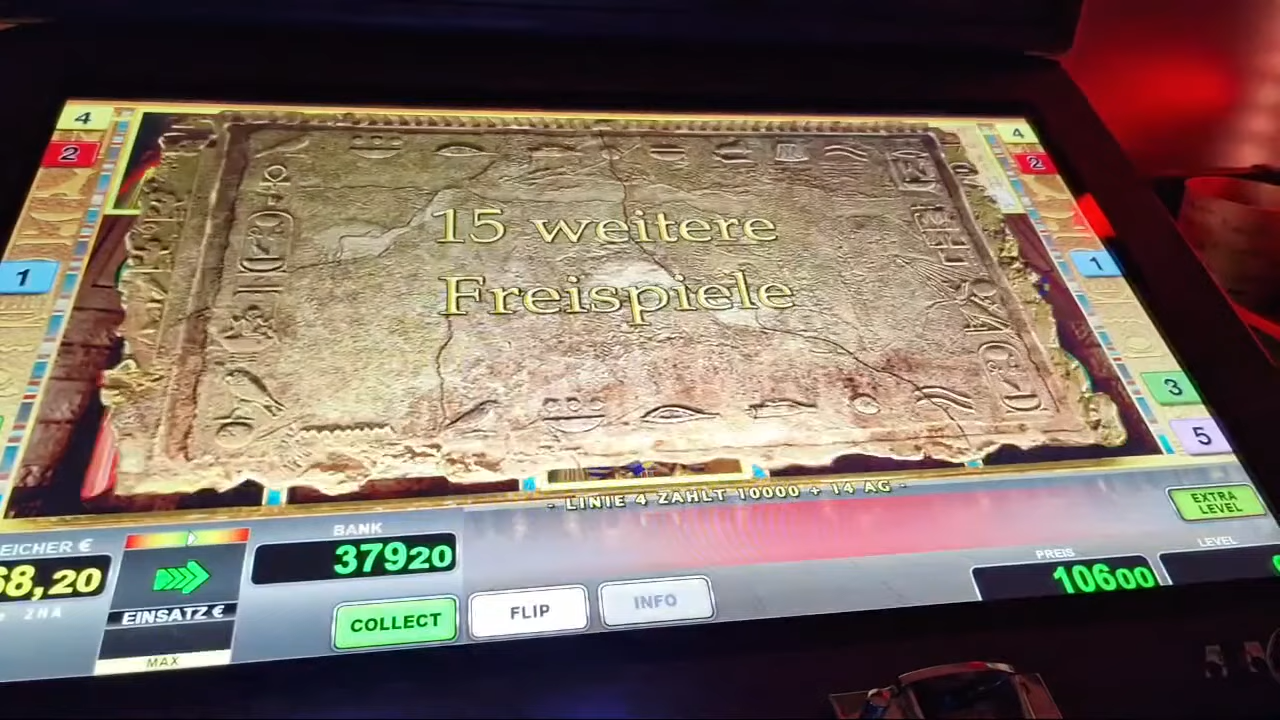 4
4
2
2
15 weitere
Freispiele
1
1
3
5
- LINIE 4 ZAHLT 10000 + 14 AG -
EXTRA
LEVEL
EICHER €
BANK
PREIS
LEVEL
68,20
37920
10600
EINSATZ €
COLLECT
FLIP
INFO
MAX